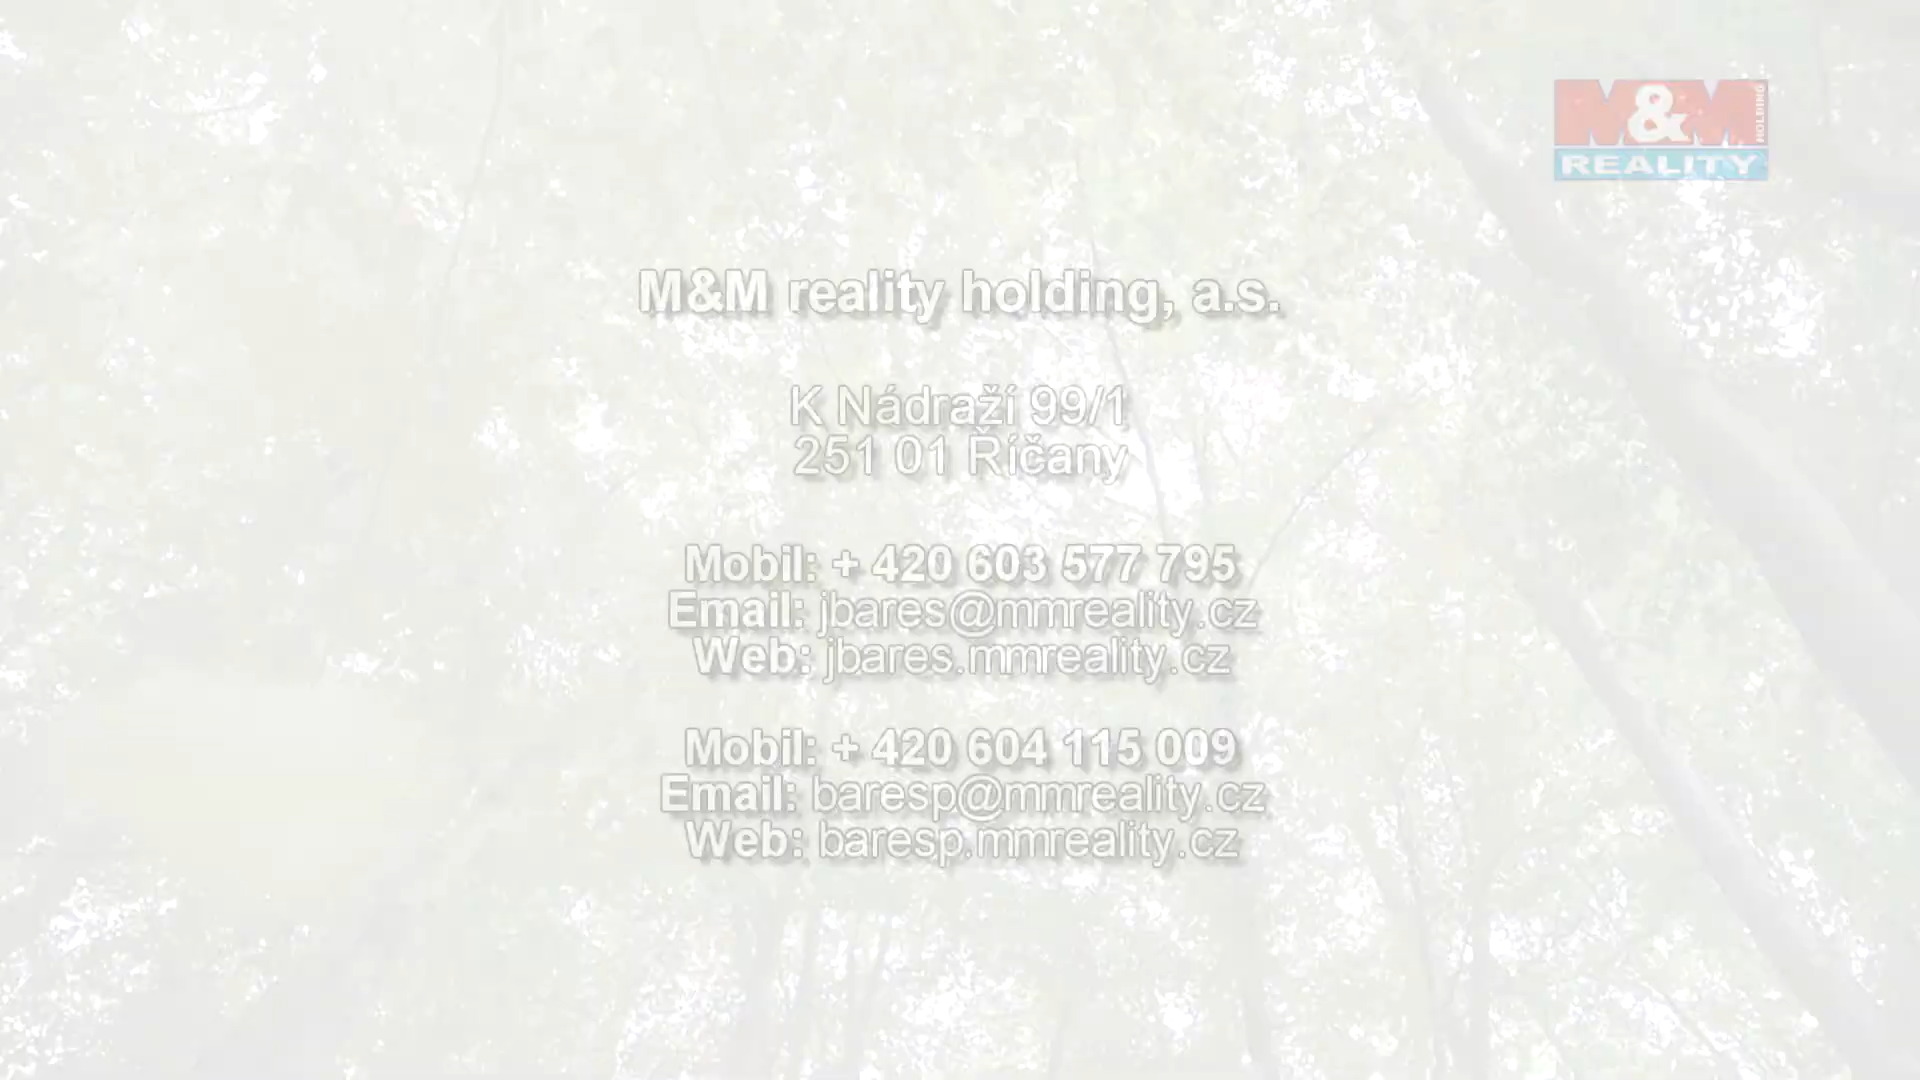 M&M
HOLDING
REALITY
M&M reality holding, a.s.
K Nádraží 99/1
251 01 Říčany
Mobil: + 420 603 577 795
Email: jbares@mmreality.cz
Web: jbares.mmreality.cz
Mobil: + 420 604 115 009
Email: baresp@mmreality.cz
Web: baresp.mmreality.cz